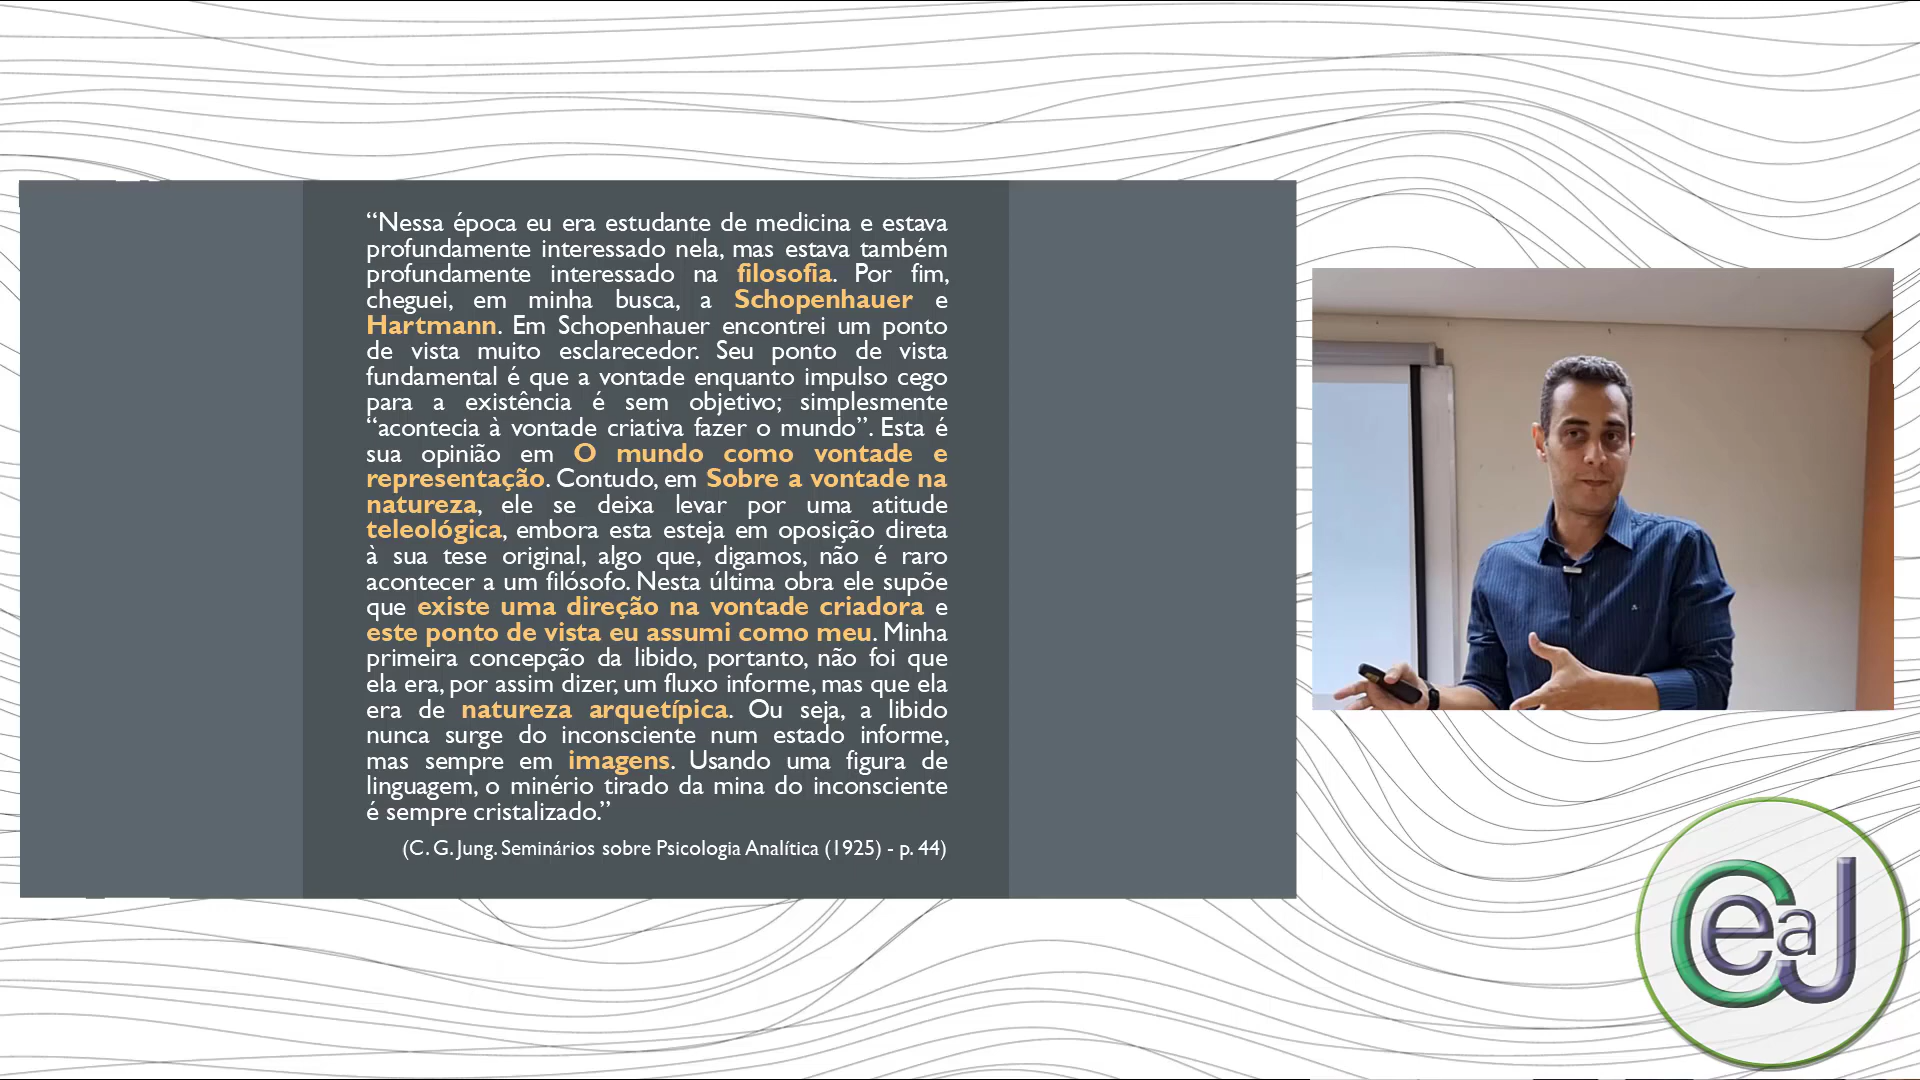 “Nessa época eu era estudante de medicina e estava
profundamente interessado nela, mas estava também
profundamente interessado na filosofia. Por fim,
cheguei, em minha busca, a Schopenhauer e
Hartmann. Em Schopenhauer encontrei um ponto
de vista muito esclarecedor. Seu ponto de vista
fundamental é que a vontade enquanto impulso cego
para a existência é sem objetivo; simplesmente
“acontecia à vontade criativa fazer o mundo”. Esta é
sua opinião em O mundo como vontade e
representação. Contudo, em Sobre a vontade na
natureza, ele se deixa levar por uma atitude
teleológica, embora esta esteja em oposição direta
à sua tese original, algo que, digamos, não é raro
acontecer a um filósofo. Nesta última obra ele supõe
que existe uma direção na vontade criadora e
este ponto de vista eu assumi como meu. Minha
primeira concepção da libido, portanto, não foi que
ela era, por assim dizer, um fluxo informe, mas que ela
era de natureza arquetípica. Ou seja, a libido
nunca surge do inconsciente num estado informe,
mas sempre em imagens. Usando uma figura de
linguagem, o minério tirado da mina do inconsciente
é sempre cristalizado.”
(C. G. Jung. Seminários sobre Psicologia Analítica (1925) - p. 44)
CeaJ